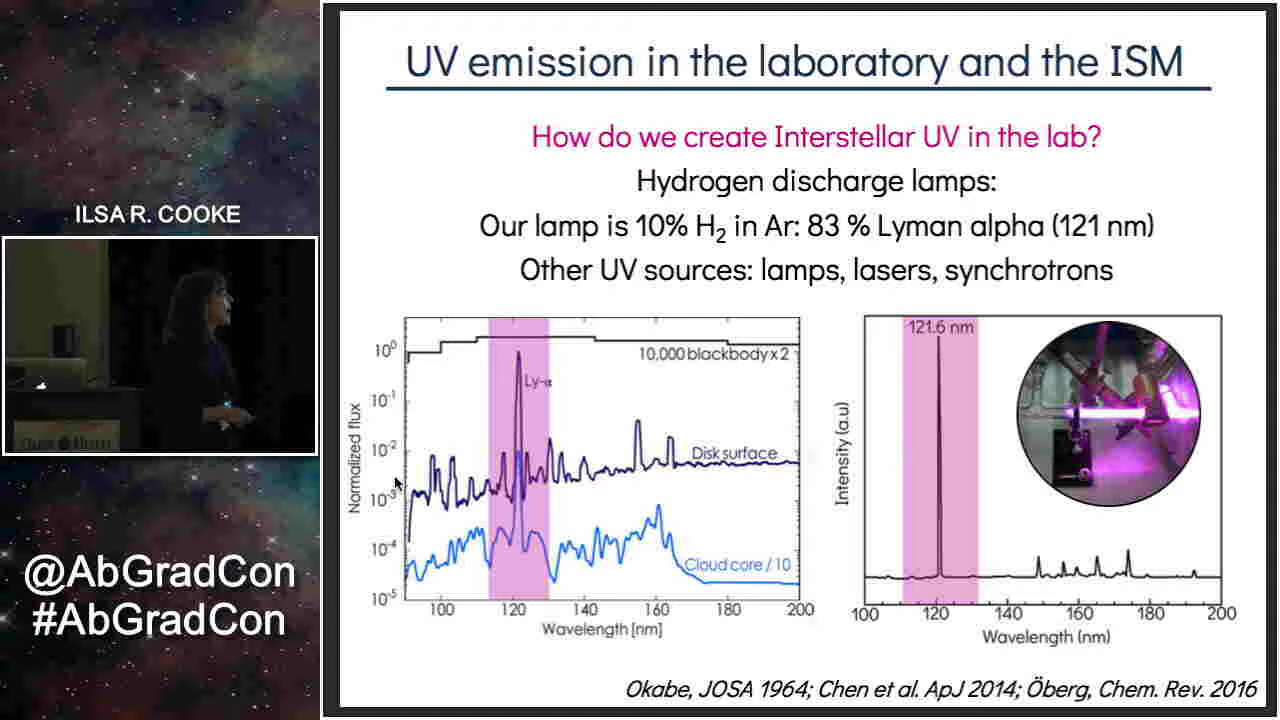 UV emission in the laboratory and the ISM
How do we create Interstellar UV in the lab?
Hydrogen discharge lamps:
Our lamp is 10% H₂ in Ar: 83 % Lyman alpha (121 nm)
Other UV sources: lamps, lasers, synchrotrons
ILSA R. COOKE
@AbGradCon
#AbGradCon
Normalized flux
10⁰
10⁻¹
10⁻²
10⁻³
10⁻⁴
10⁻⁵
10,000 blackbody x 2
Ly-α
Disk surface
Cloud core / 10
100 120 140 160 180 200
Wavelength [nm]
121.6 nm
Intensity (a.u)
100 120 140 160 180 200
Wavelength (nm)
Okabe, JOSA 1964; Chen et al. ApJ 2014; Öberg, Chem. Rev. 2016